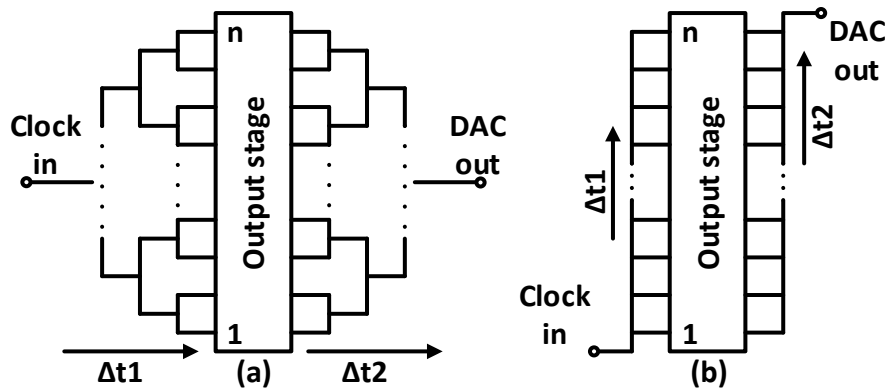 n
Clock
in
Output stage
DAC
out
1
Δt1
(a)
Δt2
n
DAC
out
Δt2
Δt1
Output stage
Clock
in
1
(b)